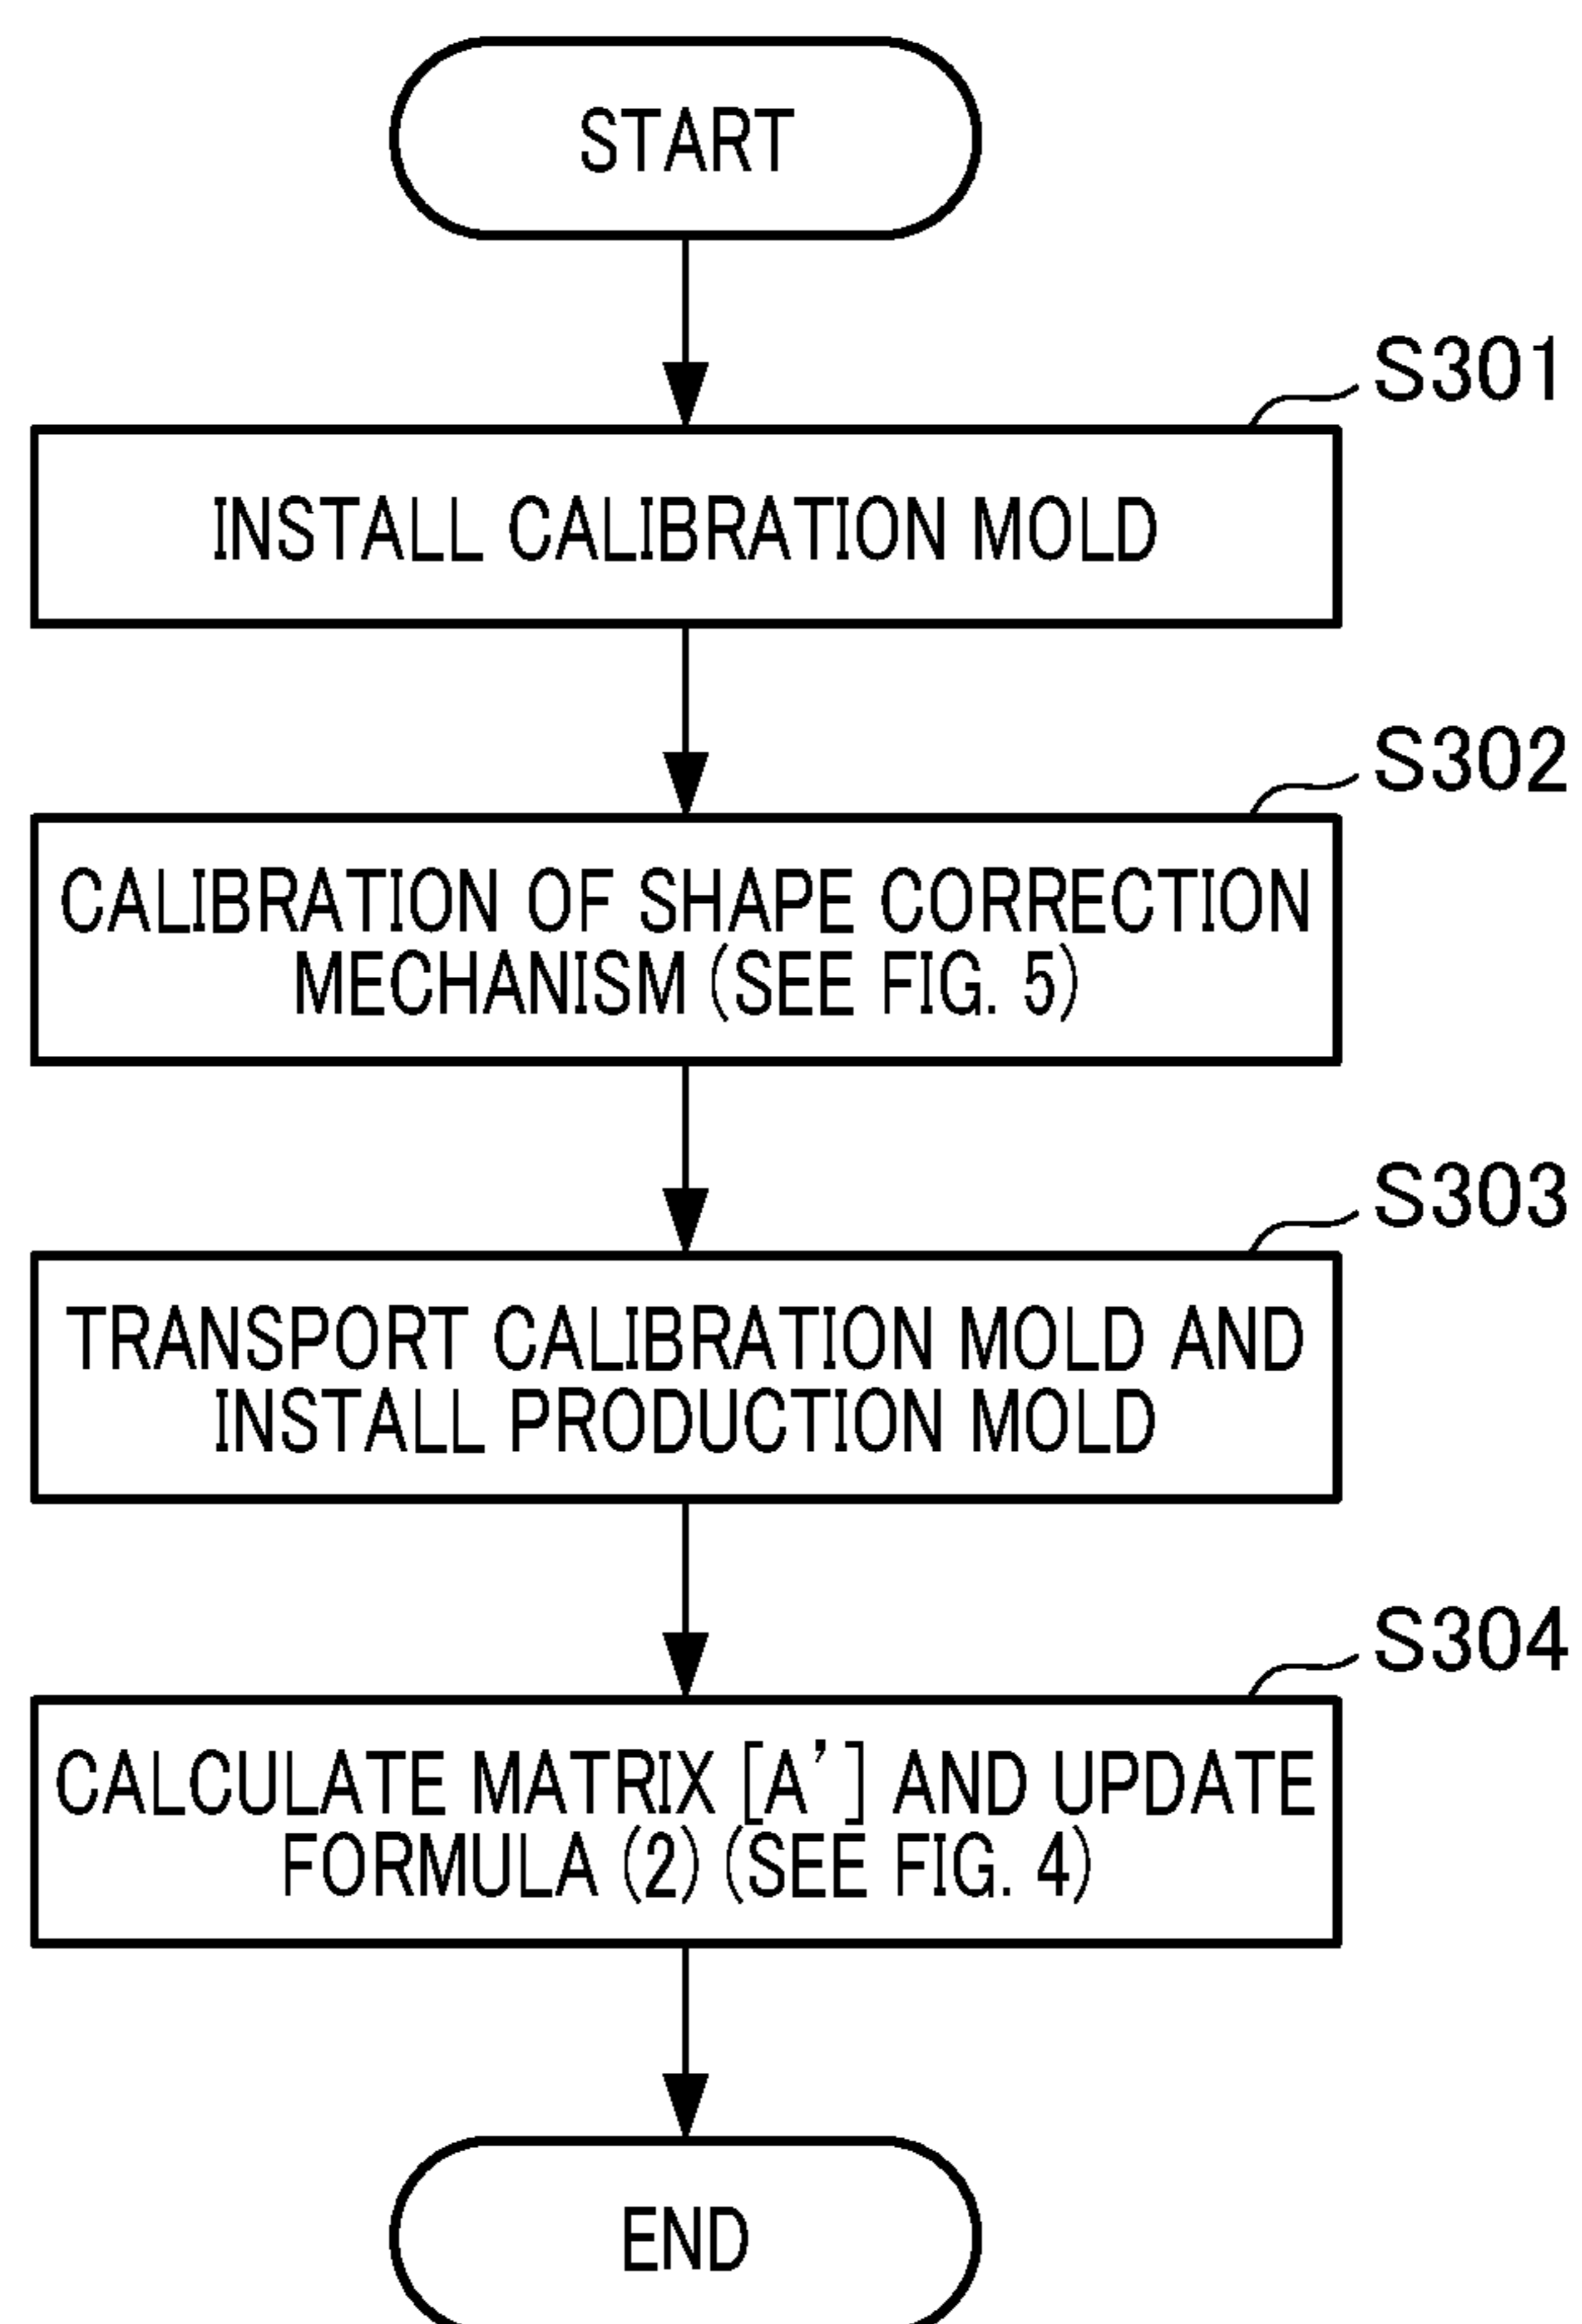 START
S301
INSTALL CALIBRATION MOLD
S302
CALIBRATION OF SHAPE CORRECTION
MECHANISM (SEE FIG. 5)
S303
TRANSPORT CALIBRATION MOLD AND
INSTALL PRODUCTION MOLD
S304
CALCULATE MATRIX [A'] AND UPDATE
FORMULA (2) (SEE FIG. 4)
END